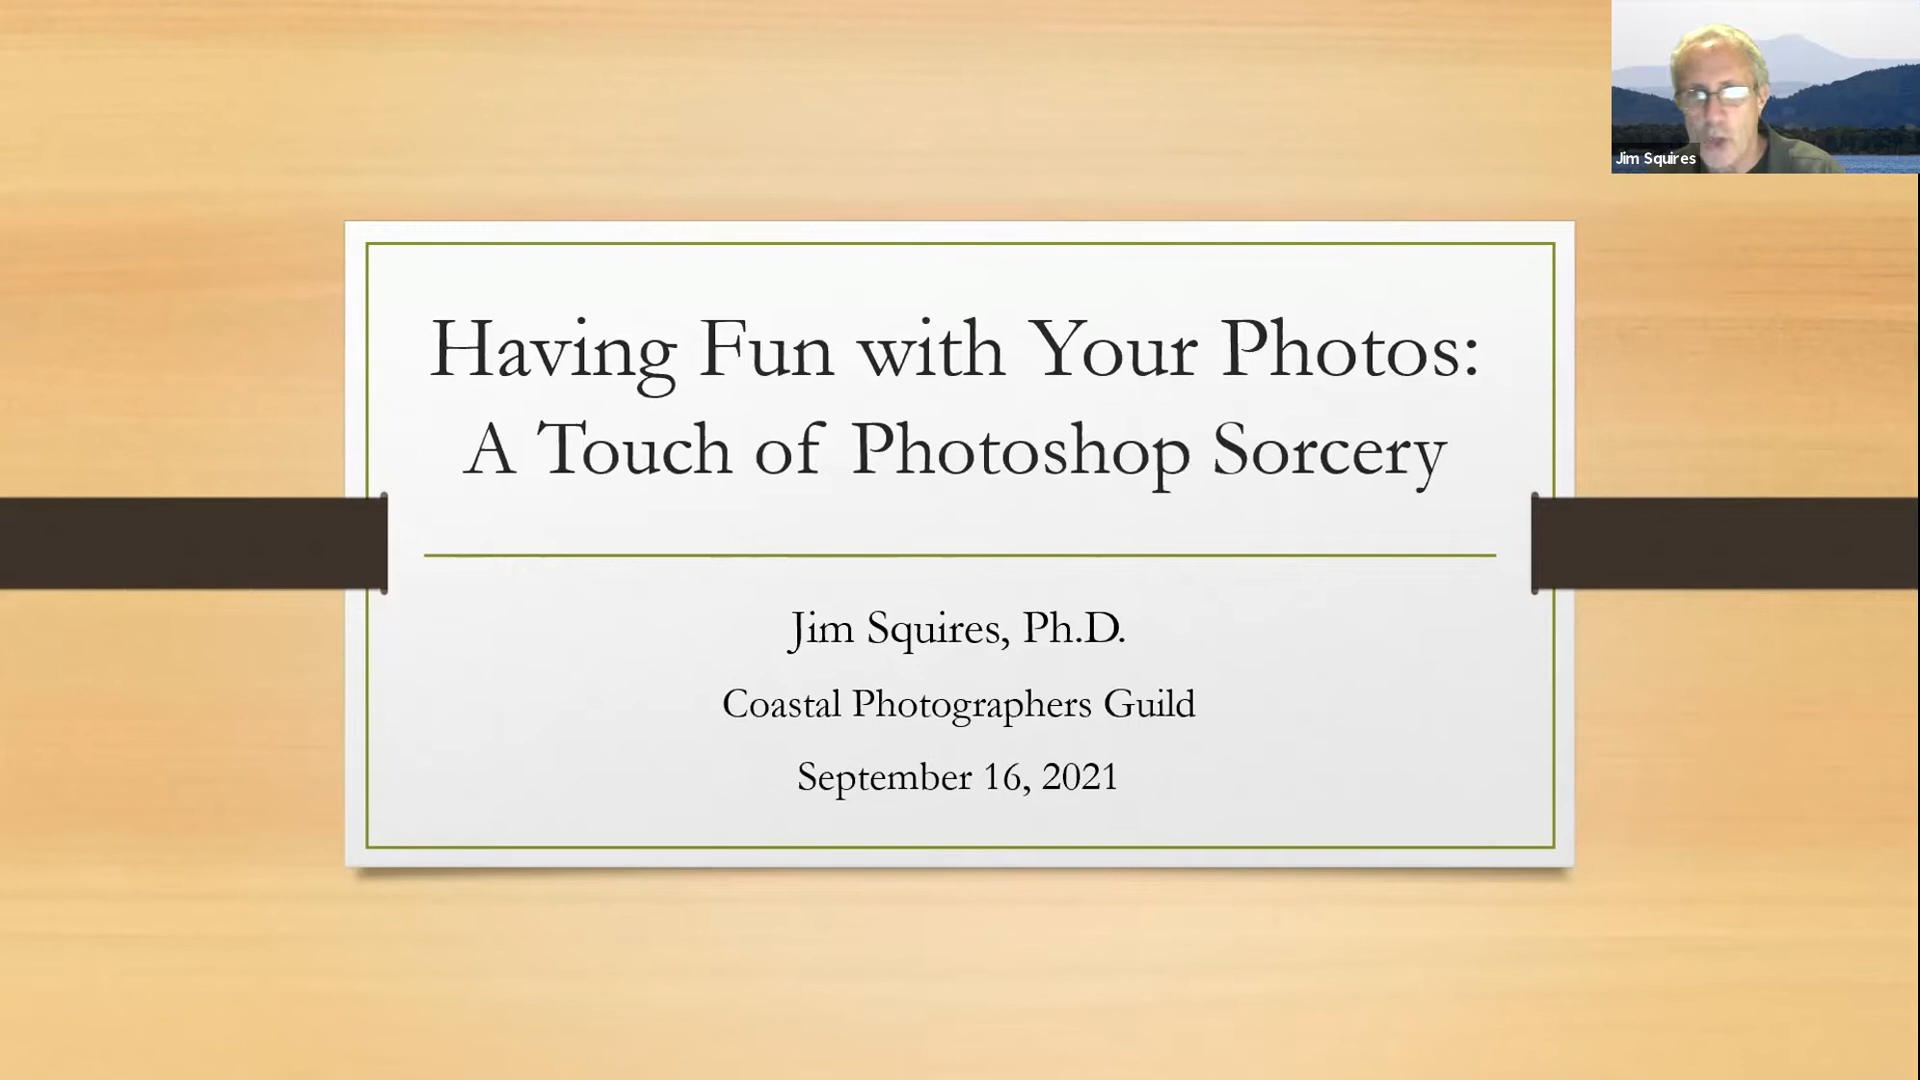 Jim Squires
Having Fun with Your Photos:
A Touch of Photoshop Sorcery
Jim Squires, Ph.D.
Coastal Photographers Guild
September 16, 2021